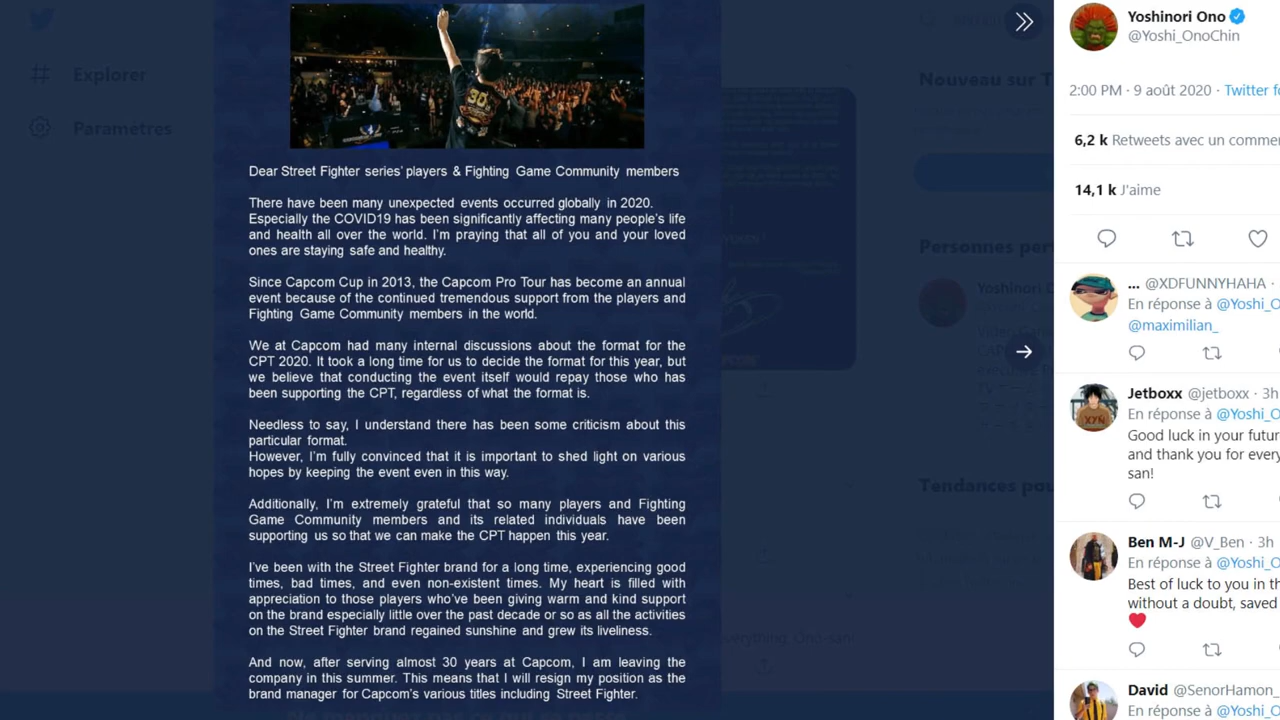 Explorer
Parametres
Nouveau sur T
Personnes per
Tendances pou
Dear Street Fighter series' players & Fighting Game Community members
There have been many unexpected events occurred globally in 2020.
Especially the COVID19 has been significantly affecting many people's life
and health all over the world. I'm praying that all of you and your loved
ones are staying safe and healthy.
Since Capcom Cup in 2013, the Capcom Pro Tour has become an annual
event because of the continued tremendous support from the players and
Fighting Game Community members in the world.
We at Capcom had many internal discussions about the format for the
CPT 2020. It took a long time for us to decide the format for this year, but
we believe that conducting the event itself would repay those who has
been supporting the CPT, regardless of what the format is.
Needless to say, I understand there has been some criticism about this
particular format.
However, I'm fully convinced that it is important to shed light on various
hopes by keeping the event even in this way.
Additionally, I'm extremely grateful that so many players and Fighting
Game Community members and its related individuals have been
supporting us so that we can make the CPT happen this year.
I've been with the Street Fighter brand for a long time, experiencing good
times, bad times, and even non-existent times. My heart is filled with
appreciation to those players who've been giving warm and kind support
on the brand especially little over the past decade or so as all the activities
on the Street Fighter brand regained sunshine and grew its liveliness.
And now, after serving almost 30 years at Capcom, I am leaving the
company in this summer. This means that I will resign my position as the
brand manager for Capcom's various titles including Street Fighter.
Yoshinori Ono
@Yoshi_OnoChin
2:00 PM · 9 août 2020 · Twitter fo
6,2 k Retweets avec un commen
14,1 k J'aime
... @XDFUNNYHAHA ·
En réponse à @Yoshi_O
@maximilian_
Jetboxx @jetboxx · 3h
En réponse à @Yoshi_O
Good luck in your futur
and thank you for every
san!
Ben M-J @V_Ben · 3h
En réponse à @Yoshi_O
Best of luck to you in th
without a doubt, saved
David @SenorHamon_
En réponse à @Yoshi_O